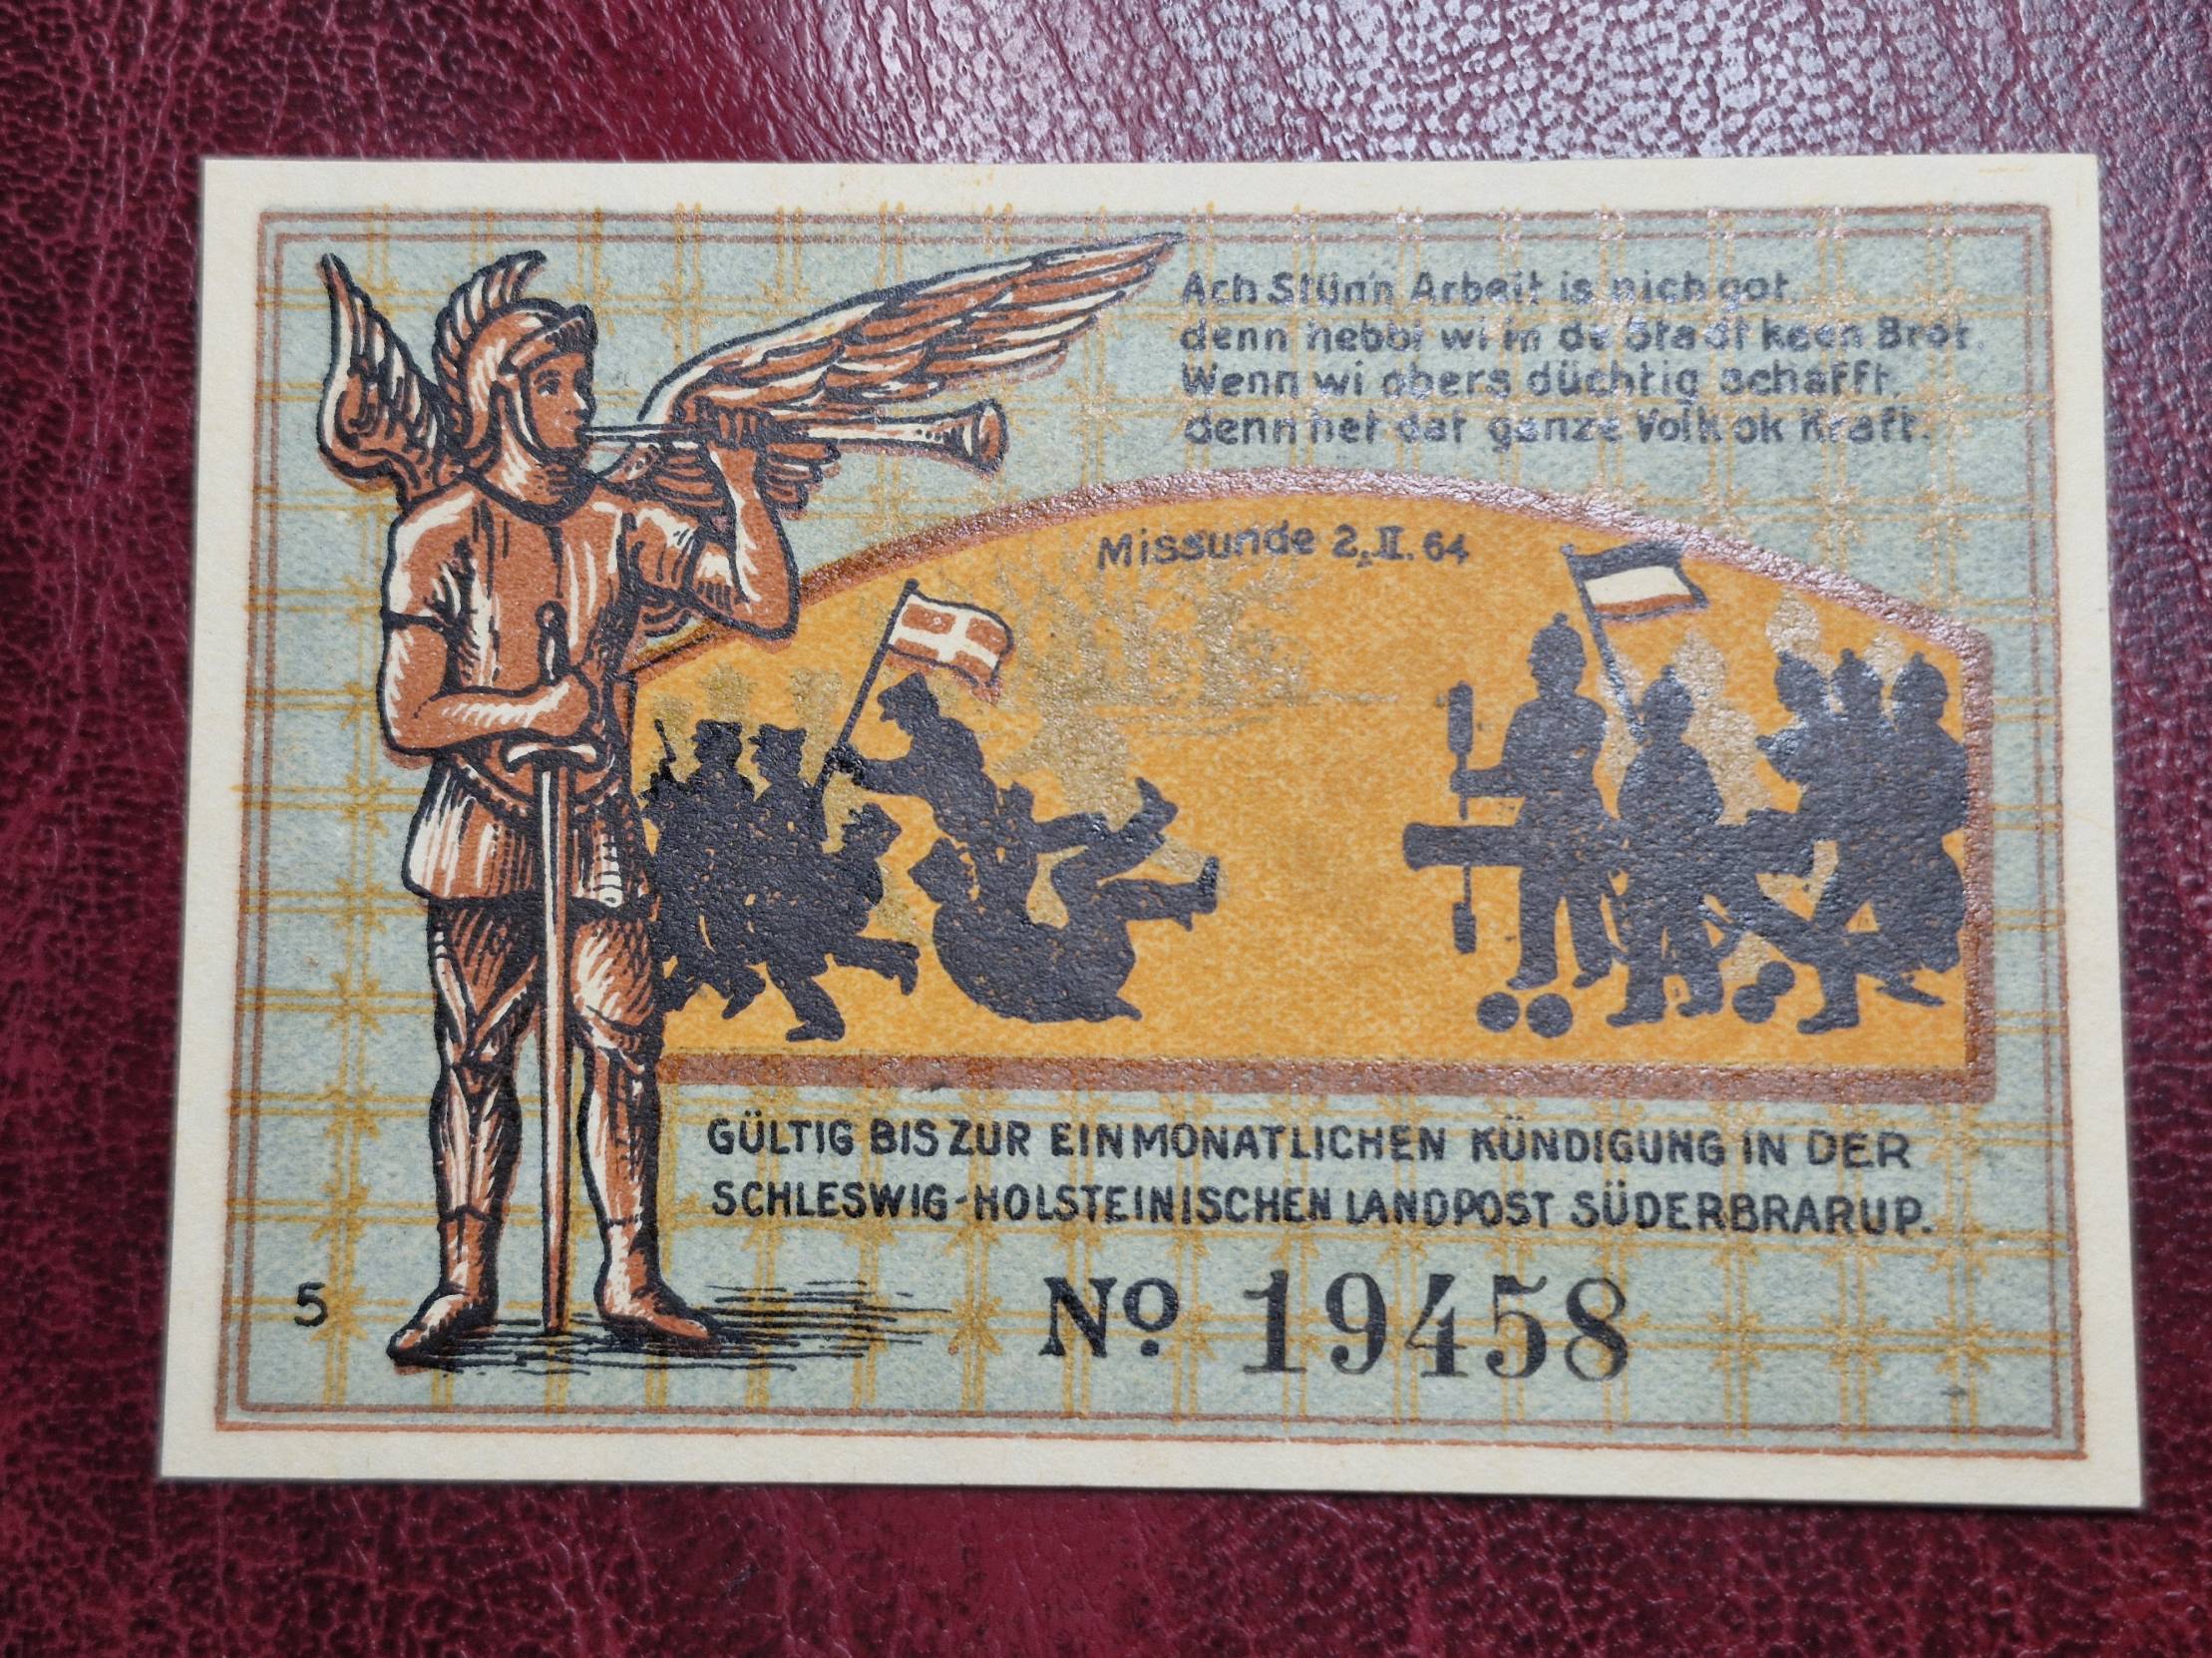 Ach Stünn Arbeit is nich got,
denn hebbt wi in de Stadt keen Brot.
Wenn wi obers düchtig schafft,
denn het dat ganze Volk ok Kraft.
Missunde 2. II. 64
GÜLTIG BIS ZUR EINMONATLICHEN KÜNDIGUNG IN DER
SCHLESWIG-HOLSTEINISCHEN LANDPOST SÜDERBRARUP.
5
No. 19458